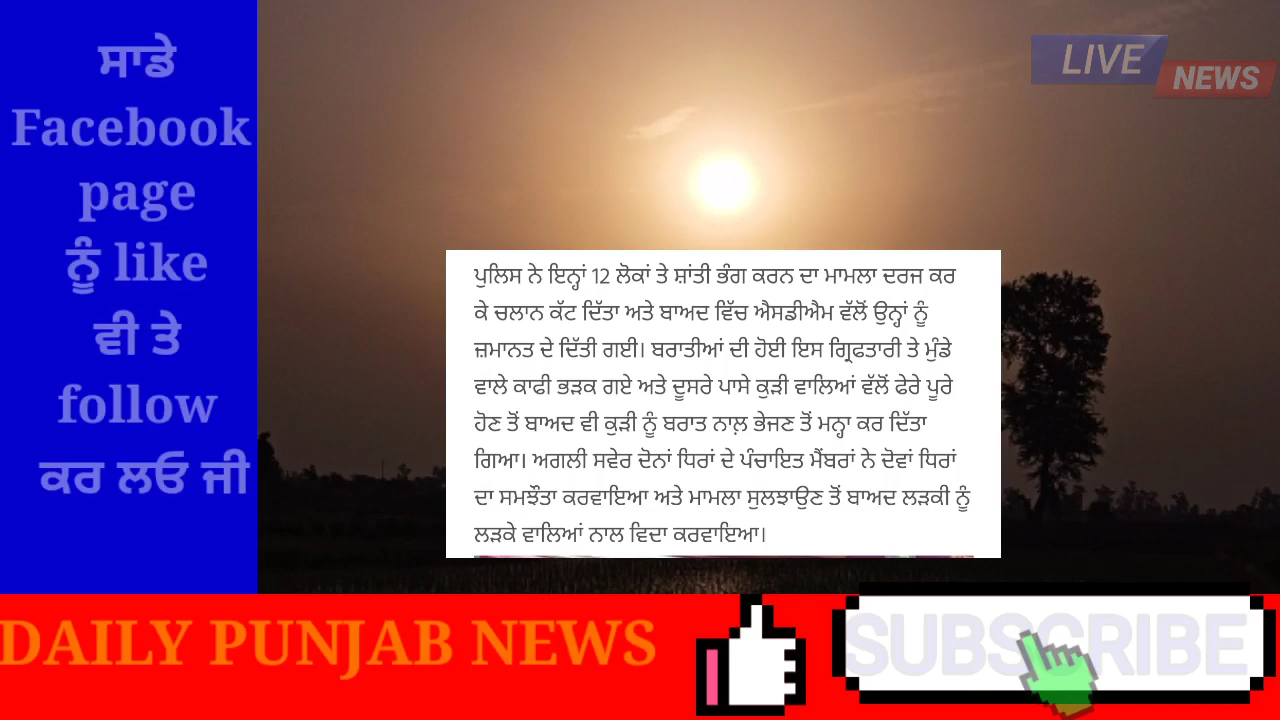 ਸਾਡੇ
Facebook
page
ਨੂੰ like
ਵੀ ਤੇ
follow
ਕਰ ਲਓ ਜੀ
LIVE
NEWS
ਪੁਲਿਸ ਨੇ ਇਨ੍ਹਾਂ 12 ਲੋਕਾਂ ਤੇ ਸ਼ਾਂਤੀ ਭੰਗ ਕਰਨ ਦਾ ਮਾਮਲਾ ਦਰਜ ਕਰ
ਕੇ ਚਲਾਨ ਕੱਟ ਦਿੱਤਾ ਅਤੇ ਬਾਅਦ ਵਿੱਚ ਐਸਡੀਐਮ ਵੱਲੋਂ ਉਨ੍ਹਾਂ ਨੂੰ
ਜ਼ਮਾਨਤ ਦੇ ਦਿੱਤੀ ਗਈ। ਬਰਾਤੀਆਂ ਦੀ ਹੋਈ ਇਸ ਗ੍ਰਿਫਤਾਰੀ ਤੇ ਮੁੰਡੇ
ਵਾਲੇ ਕਾਫੀ ਭੜਕ ਗਏ ਅਤੇ ਦੂਸਰੇ ਪਾਸੇ ਕੁੜੀ ਵਾਲਿਆਂ ਵੱਲੋਂ ਫੇਰੇ ਪੂਰੇ
ਹੋਣ ਤੋਂ ਬਾਅਦ ਵੀ ਕੁੜੀ ਨੂੰ ਬਰਾਤ ਨਾਲ਼ ਭੇਜਣ ਤੋਂ ਮਨ੍ਹਾ ਕਰ ਦਿੱਤਾ
ਗਿਆ। ਅਗਲੀ ਸਵੇਰ ਦੋਨਾਂ ਧਿਰਾਂ ਦੇ ਪੰਚਾਇਤ ਮੈਂਬਰਾਂ ਨੇ ਦੋਵਾਂ ਧਿਰਾਂ
ਦਾ ਸਮਝੌਤਾ ਕਰਵਾਇਆ ਅਤੇ ਮਾਮਲਾ ਸੁਲਝਾਉਣ ਤੋਂ ਬਾਅਦ ਲੜਕੀ ਨੂੰ
ਲੜਕੇ ਵਾਲਿਆਂ ਨਾਲ ਵਿਦਾ ਕਰਵਾਇਆ।
DAILY PUNJAB NEWS
SUBSCRIBE